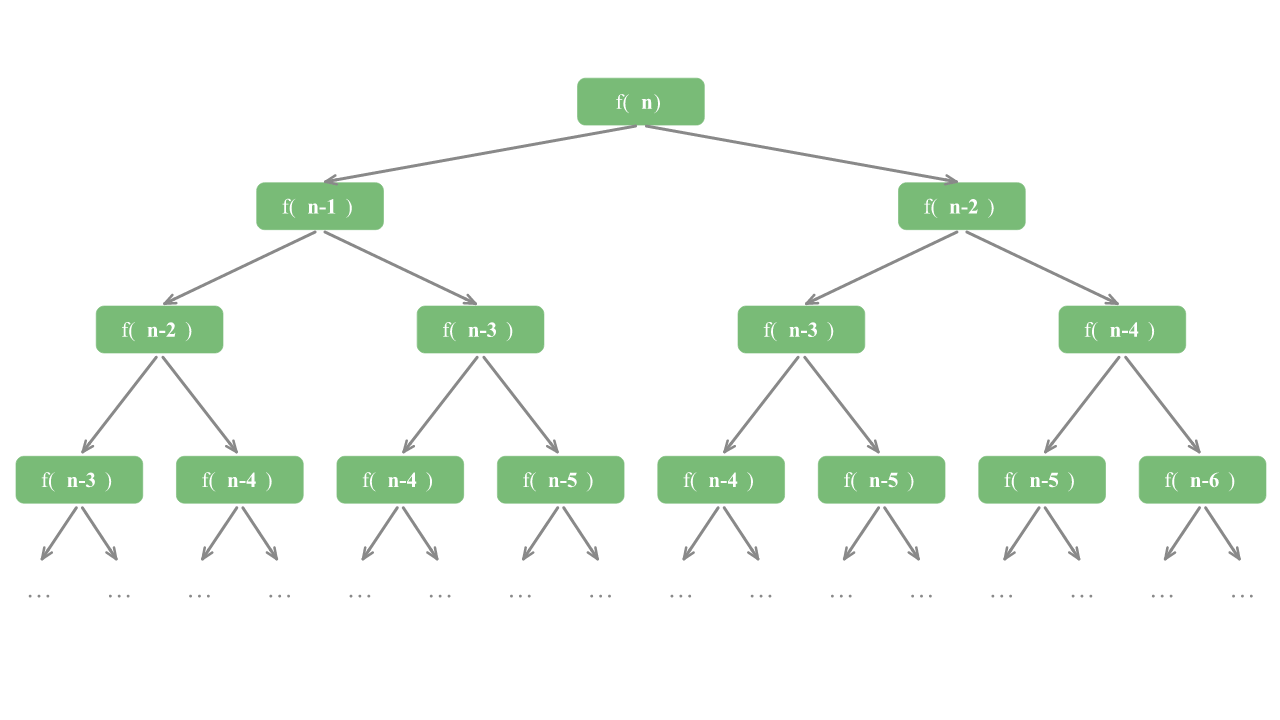 f( n)
f( n-1 ) f( n-2 )
f( n-2 ) f( n-3 ) f( n-3 ) f( n-4 )
f( n-3 ) f( n-4 ) f( n-4 ) f( n-5 ) f( n-4 ) f( n-5 ) f( n-5 ) f( n-6 )
... ... ... ... ... ... ... ... ... ... ... ... ... ... ... ...